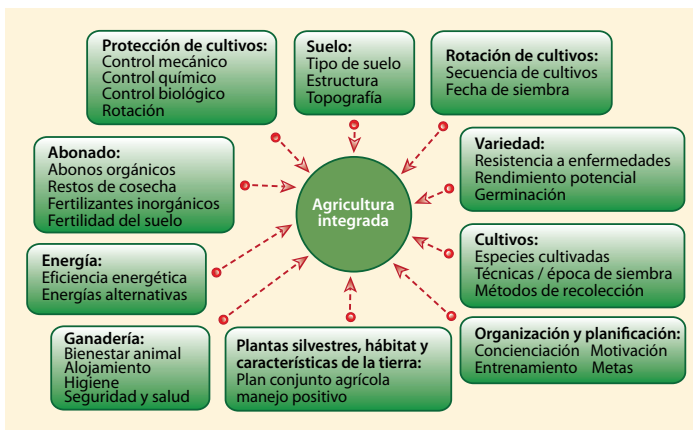 Protección de cultivos:
Control mecánico
Control químico
Control biológico
Rotación
Suelo:
Tipo de suelo
Estructura
Topografía
Rotación de cultivos:
Secuencia de cultivos
Fecha de siembra
Abonado:
Abonos orgánicos
Restos de cosecha
Fertilizantes inorgánicos
Fertilidad del suelo
Agricultura
integrada
Variedad:
Resistencia a enfermedades
Rendimiento potencial
Germinación
Energía:
Eficiencia energética
Energías alternativas
Cultivos:
Especies cultivadas
Técnicas / época de siembra
Métodos de recolección
Ganadería:
Bienestar animal
Alojamiento
Higiene
Seguridad y salud
Plantas silvestres, hábitat y
características de la tierra:
Plan conjunto agrícola
manejo positivo
Organización y planificación:
Concienciación Motivación
Entrenamiento Metas